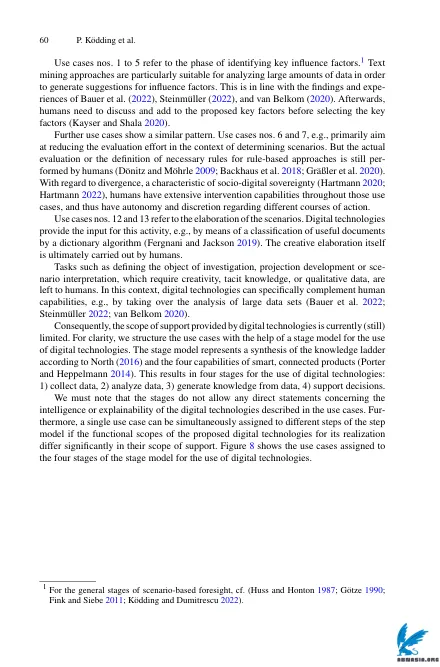 60 P. Ködding et al.
Use cases nos. 1 to 5 refer to the phase of identifying key influence factors.1 Text
mining approaches are particularly suitable for analyzing large amounts of data in order
to generate suggestions for influence factors. This is in line with the findings and expe-
riences of Bauer et al. (2022), Steinmüller (2022), and van Belkom (2020). Afterwards,
humans need to discuss and add to the proposed key factors before selecting the key
factors (Kayser and Shala 2020).
Further use cases show a similar pattern. Use cases nos. 6 and 7, e.g., primarily aim
at reducing the evaluation effort in the context of determining scenarios. But the actual
evaluation or the definition of necessary rules for rule-based approaches is still per-
formed by humans (Dönitz and Möhrle 2009; Backhaus et al. 2018; Gräßler et al. 2020).
With regard to divergence, a characteristic of socio-digital sovereignty (Hartmann 2020;
Hartmann 2022), humans have extensive intervention capabilities throughout those use
cases, and thus have autonomy and discretion regarding different courses of action.
Use cases nos. 12 and 13 refer to the elaboration of the scenarios. Digital technologies
provide the input for this activity, e.g., by means of a classification of useful documents
by a dictionary algorithm (Fergnani and Jackson 2019). The creative elaboration itself
is ultimately carried out by humans.
Tasks such as defining the object of investigation, projection development or sce-
nario interpretation, which require creativity, tacit knowledge, or qualitative data, are
left to humans. In this context, digital technologies can specifically complement human
capabilities, e.g., by taking over the analysis of large data sets (Bauer et al. 2022;
Steinmüller 2022; van Belkom 2020).
Consequently, the scope of support provided by digital technologies is currently (still)
limited. For clarity, we structure the use cases with the help of a stage model for the use
of digital technologies. The stage model represents a synthesis of the knowledge ladder
according to North (2016) and the four capabilities of smart, connected products (Porter
and Heppelmann 2014). This results in four stages for the use of digital technologies:
1) collect data, 2) analyze data, 3) generate knowledge from data, 4) support decisions.
We must note that the stages do not allow any direct statements concerning the
intelligence or explainability of the digital technologies described in the use cases. Fur-
thermore, a single use case can be simultaneously assigned to different steps of the step
model if the functional scopes of the proposed digital technologies for its realization
differ significantly in their scope of support. Figure 8 shows the use cases assigned to
the four stages of the stage model for the use of digital technologies.
1 For the general stages of scenario-based foresight, cf. (Huss and Honton 1987; Götze 1990;
Fink and Siebe 2011; Ködding and Dumitrescu 2022).